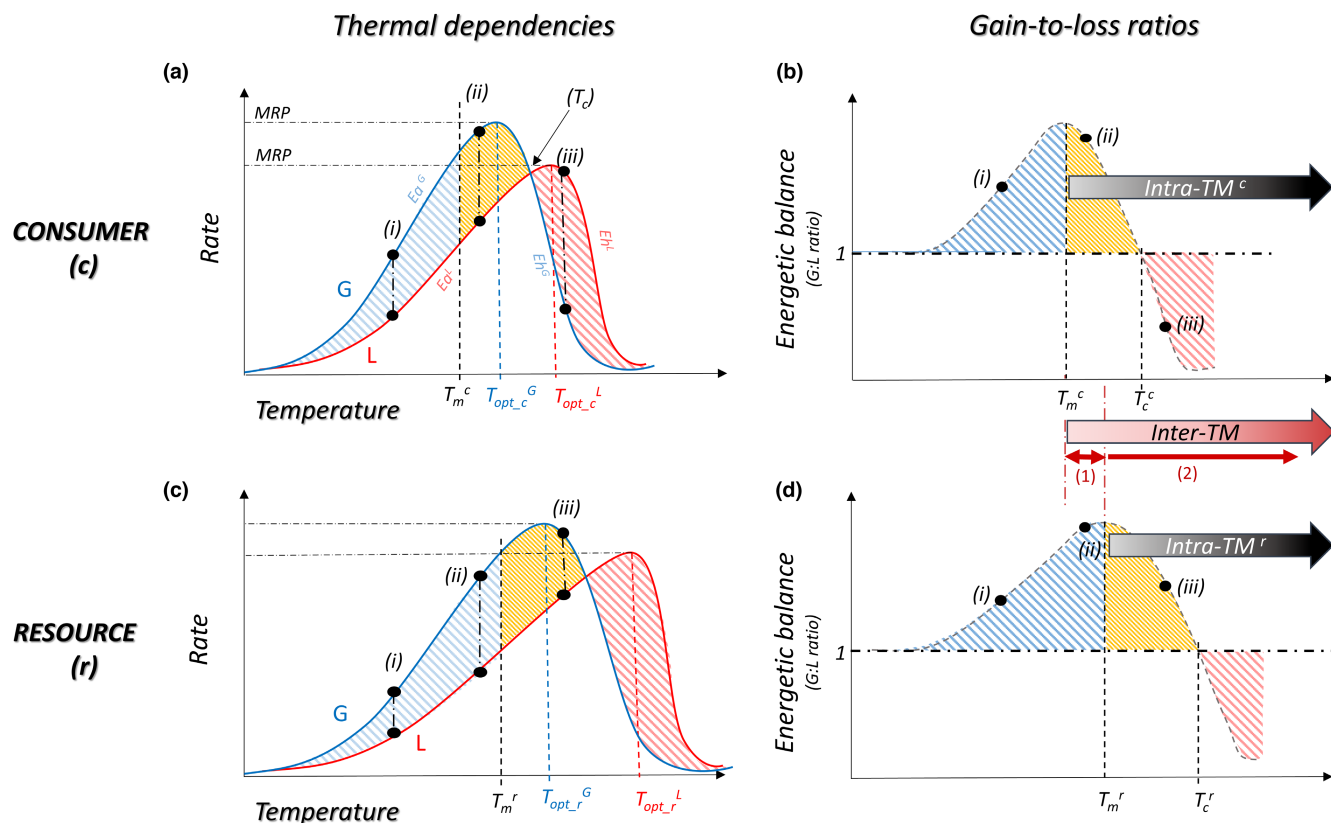 Thermal dependencies
Gain-to-loss ratios
CONSUMER
(c)
(a)
MRP
MRP
(ii)
(T_c)
(iii)
(i)
Ea^G
Ea^L
Eh^G
Eh^L
G
L
Rate
Temperature
T_m^c
T_opt_c^G
T_opt_c^L
(b)
Energetic balance
(G:L ratio)
1
(i)
(ii)
(iii)
Intra-TM^c
T_m^c
T_c^c
Inter-TM
(1)
(2)
RESOURCE
(r)
(c)
(i)
(ii)
(iii)
G
L
Rate
Temperature
T_m^r
T_opt_r^G
T_opt_r^L
(d)
Energetic balance
(G:L ratio)
1
(i)
(ii)
(iii)
Intra-TM^r
T_m^r
T_c^r